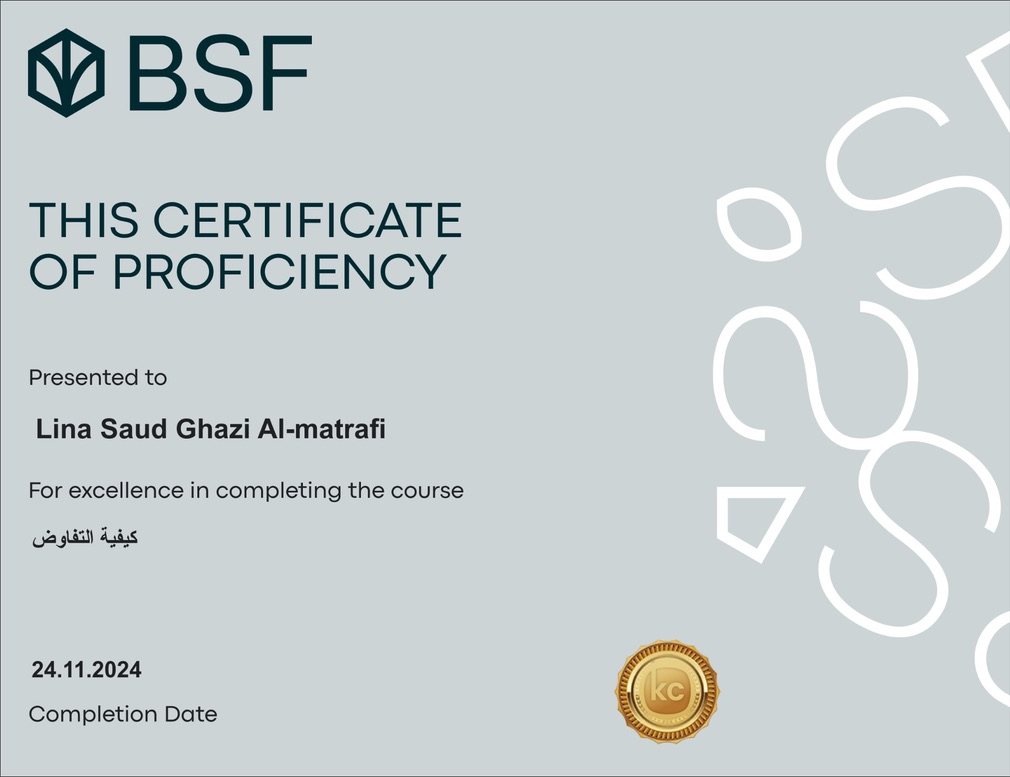 BSF
THIS CERTIFICATE
OF PROFICIENCY
Presented to
Lina Saud Ghazi Al-matrafi
For excellence in completing the course
كيفية التفاوض
24.11.2024
Completion Date
kc